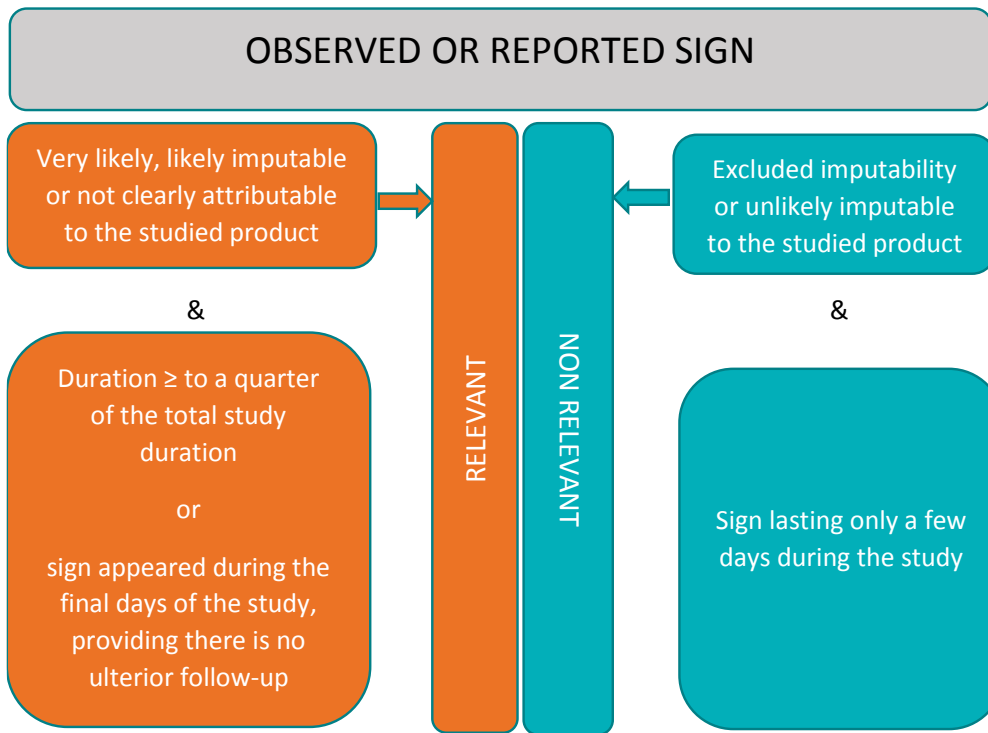 OBSERVED OR REPORTED SIGN
Very likely, likely imputable
or not clearly attributable
to the studied product
&
Duration ≥ to a quarter
of the total study
duration
or
sign appeared during the
final days of the study,
providing there is no
ulterior follow-up
RELEVANT
NON RELEVANT
Excluded imputability
or unlikely imputable
to the studied product
&
Sign lasting only a few
days during the study